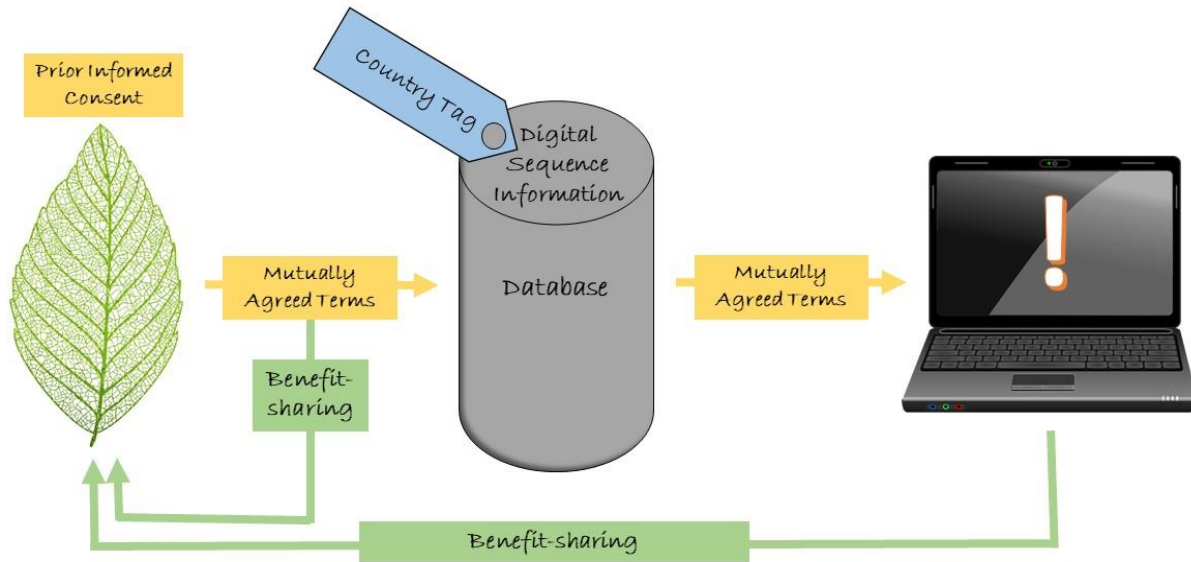 Prior Informed
Consent
Country Tag
Digital
Sequence
Information
Database
Mutually
Agreed Terms
Mutually
Agreed Terms
Benefit-
sharing
Benefit-sharing